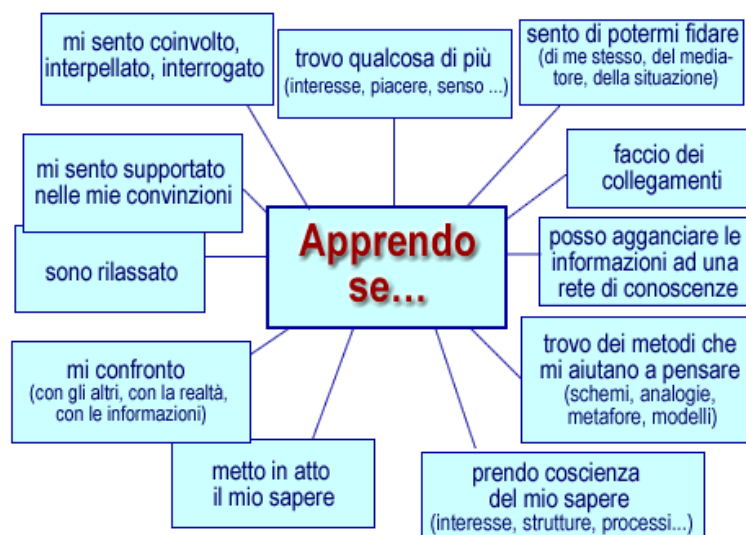 mi sento coinvolto,
interpellato, interrogato
trovo qualcosa di più
(interesse, piacere, senso ...)
sento di potermi fidare
(di me stesso, del media-
tore, della situazione)
mi sento supportato
nelle mie convinzioni
faccio dei
collegamenti
Apprendo
se...
sono rilassato
posso agganciare le
informazioni ad una
rete di conoscenze
mi confronto
(con gli altri, con la realtà,
con le informazioni)
trovo dei metodi che
mi aiutano a pensare
(schemi, analogie,
metafore, modelli)
metto in atto
il mio sapere
prendo coscienza
del mio sapere
(interesse, strutture, processi...)